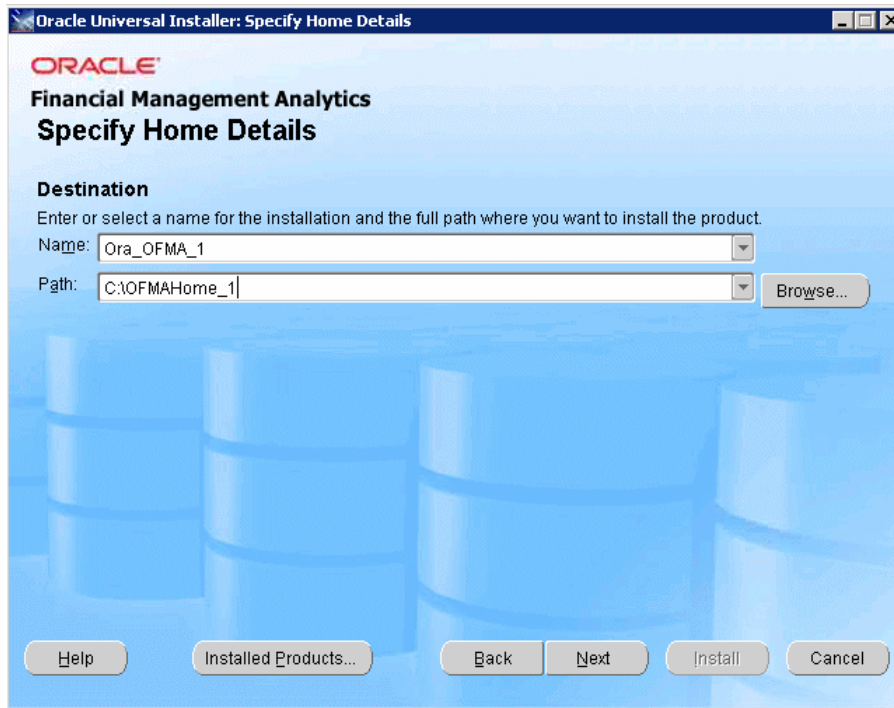 Oracle Universal Installer: Specify Home Details
ORACLE
Financial Management Analytics
Specify Home Details
Destination
Enter or select a name for the installation and the full path where you want to install the product.
Name: Ora_OFMA_1
Path: C:\OFMAHome_1 Browse...
Help Installed Products... Back Next Install Cancel